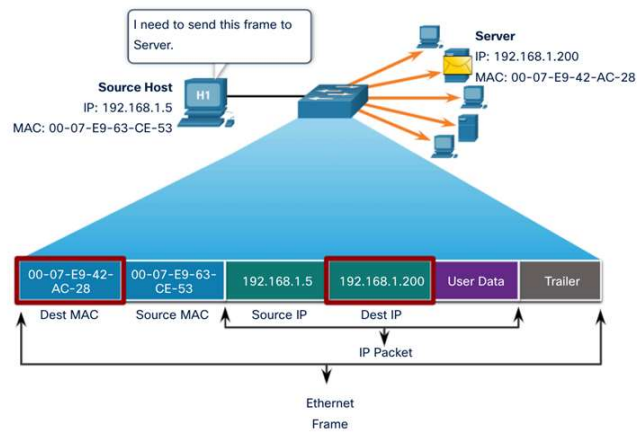 I need to send this frame to
Server.
Server
IP: 192.168.1.200
MAC: 00-07-E9-42-AC-28
Source Host
IP: 192.168.1.5
MAC: 00-07-E9-63-CE-53
H1
00-07-E9-42-
AC-28
00-07-E9-63-
CE-53
192.168.1.5
192.168.1.200
User Data
Trailer
Dest MAC
Source MAC
Source IP
Dest IP
IP Packet
Ethernet
Frame